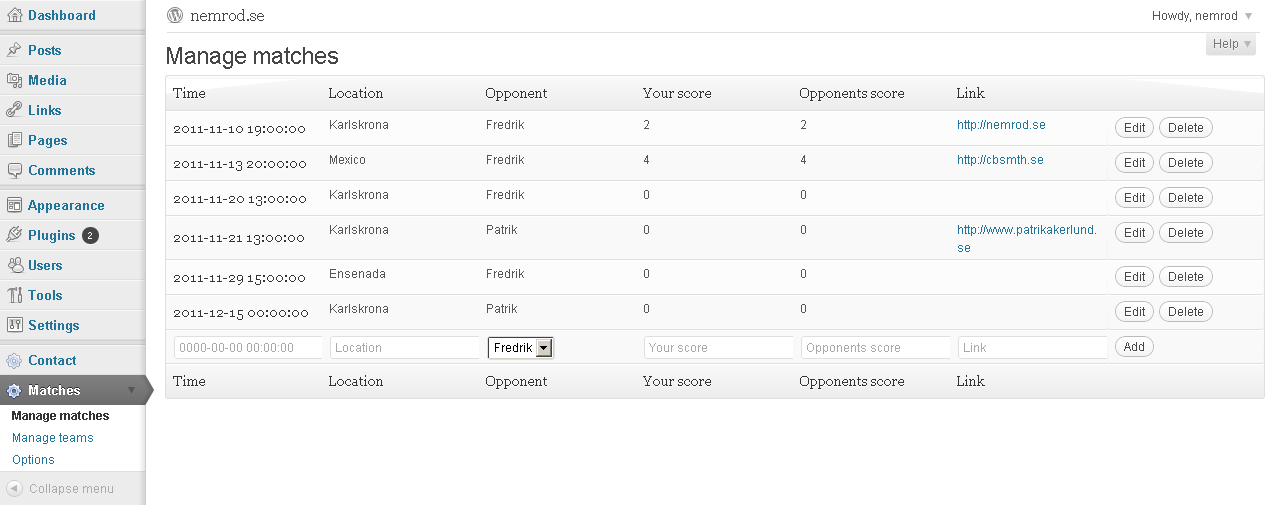 Dashboard
Posts
Media
Links
Pages
Comments
Appearance
Plugins 2
Users
Tools
Settings
Contact
Matches
Manage matches
Manage teams
Options
Collapse menu
nemrod.se
Howdy, nemrod
Help
Manage matches
Time Location Opponent Your score Opponents score Link
2011-11-10 19:00:00 Karlskrona Fredrik 2 2 http://nemrod.se Edit Delete
2011-11-13 20:00:00 Mexico Fredrik 4 4 http://cbsmth.se Edit Delete
2011-11-20 13:00:00 Karlskrona Fredrik 0 0 Edit Delete
2011-11-21 13:00:00 Karlskrona Patrik 0 0 http://www.patrikakerlund. Edit Delete
se
2011-11-29 15:00:00 Ensenada Fredrik 0 0 Edit Delete
2011-12-15 00:00:00 Karlskrona Patrik 0 0 Edit Delete
0000-00-00 00:00:00 Location Fredrik Your score Opponents score Link Add
Time Location Opponent Your score Opponents score Link